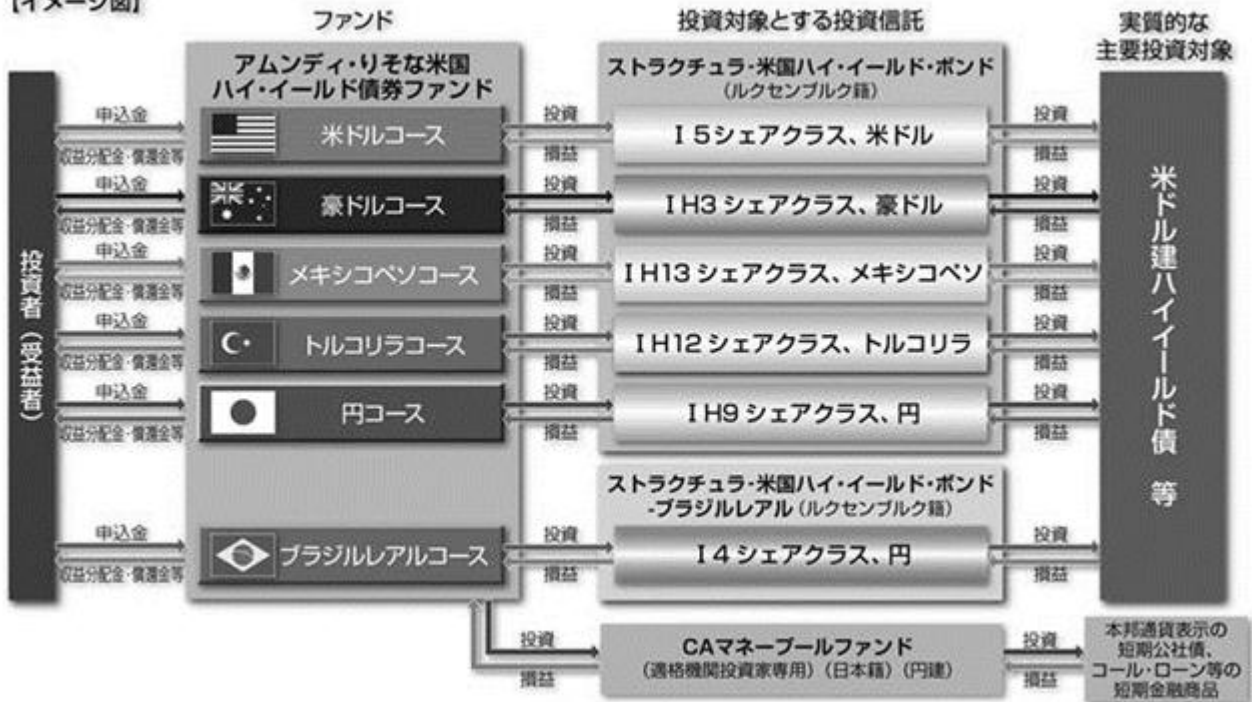 【イメージ図】
ファンド
投資対象とする投資信託
実質的な
主要投資対象
投資者（受益者）
アムンディ・りそな米国
ハイ・イールド債券ファンド
ストラクチュラ-米国ハイ・イールド・ボンド
（ルクセンブルク籍）
申込金
収益分配金・償還金等
米ドルコース
投資
損益
I 5シェアクラス、米ドル
投資
損益
申込金
収益分配金・償還金等
豪ドルコース
投資
損益
I H3 シェアクラス、豪ドル
投資
損益
申込金
収益分配金・償還金等
メキシコペソコース
投資
損益
I H13 シェアクラス、メキシコペソ
投資
損益
申込金
収益分配金・償還金等
トルコリラコース
投資
損益
I H12 シェアクラス、トルコリラ
投資
損益
申込金
収益分配金・償還金等
円コース
投資
損益
I H9 シェアクラス、円
投資
損益
米ドル建ハイイールド債 等
ストラクチュラ-米国ハイ・イールド・ボンド
-ブラジルレアル（ルクセンブルク籍）
申込金
収益分配金・償還金等
ブラジルレアルコース
投資
損益
I 4 シェアクラス、円
投資
損益
投資
損益
CAマネープールファンド
（適格機関投資家専用）（日本籍）（円建）
投資
損益
本邦通貨表示の
短期公社債、
コール・ローン等の
短期金融商品